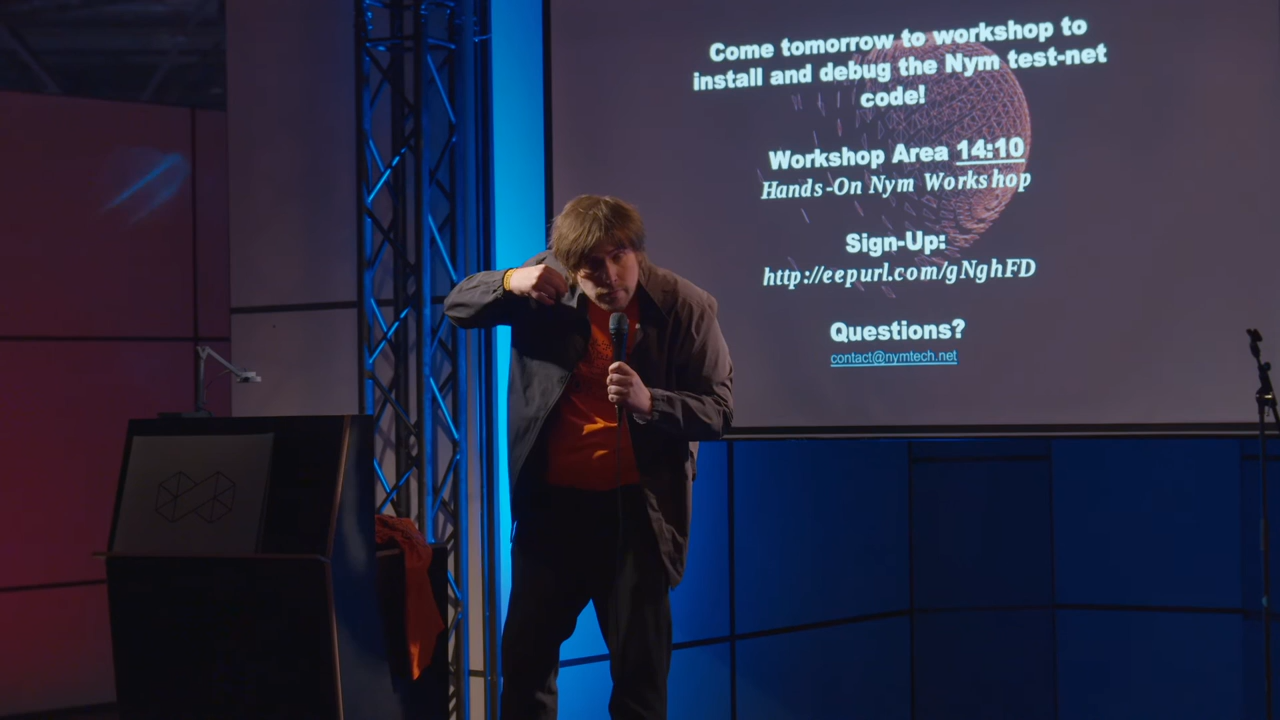 Come tomorrow to workshop to
install and debug the Nym test-net
code!
Workshop Area 14:10
Hands-On Nym Workshop
Sign-Up:
http://eepurl.com/gNghFD
Questions?
contact@nymtech.net